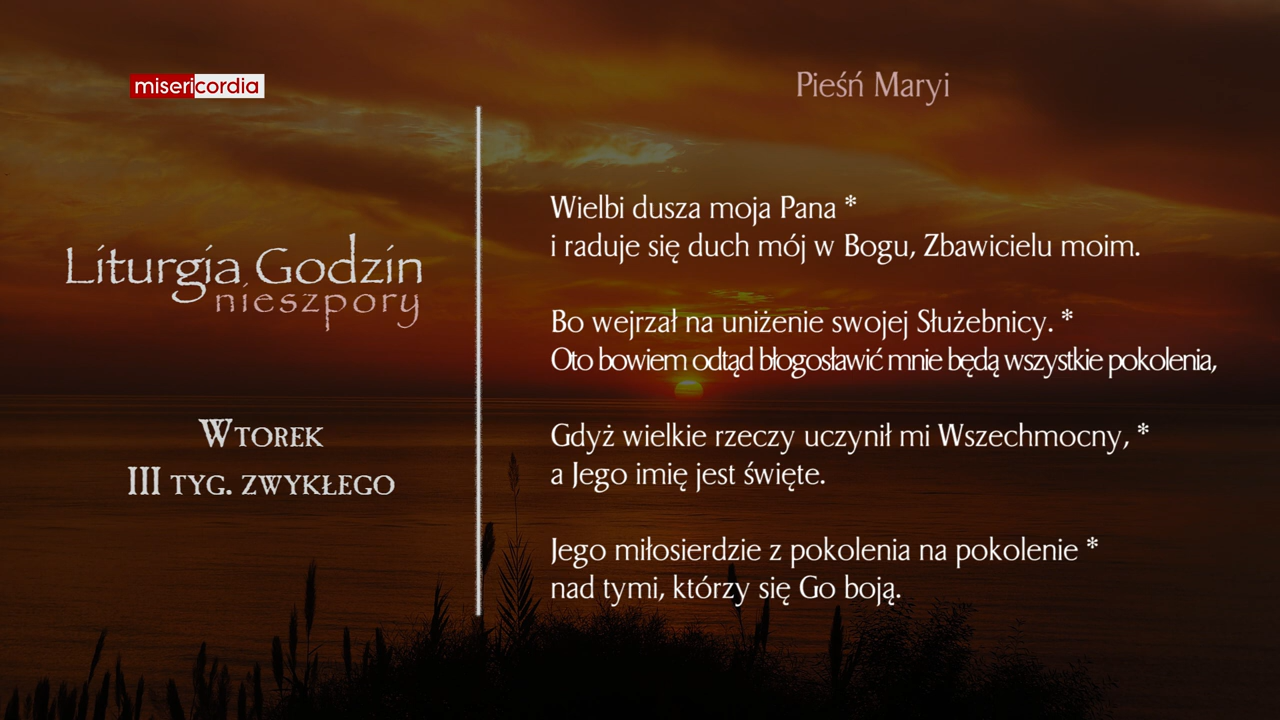 misericordia
Liturgia Godzin
nieszpory
Wtorek
III tyg. zwykłego
Pieśń Maryi
Wielbi dusza moja Pana *
i raduje się duch mój w Bogu, Zbawicielu moim.
Bo wejrzał na uniżenie swojej Służebnicy. *
Oto bowiem odtąd błogosławić mnie będą wszystkie pokolenia,
Gdyż wielkie rzeczy uczynił mi Wszechmocny, *
a Jego imię jest święte.
Jego miłosierdzie z pokolenia na pokolenie *
nad tymi, którzy się Go boją.